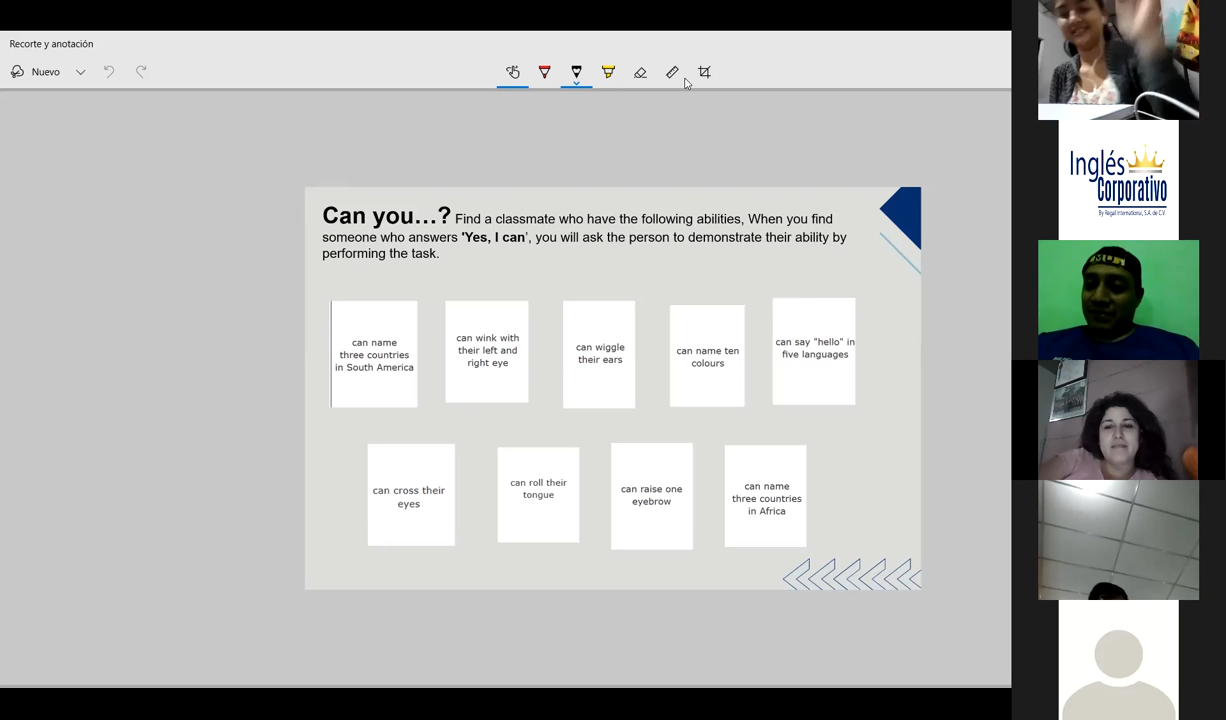 Recorte y anotación
Nuevo
Can you...? Find a classmate who have the following abilities, When you find
someone who answers 'Yes, I can', you will ask the person to demonstrate their ability by
performing the task.
can name
three countries
in South America
can wink with
their left and
right eye
can wiggle
their ears
can name ten
colours
can say "hello" in
five languages
can cross their
eyes
can roll their
tongue
can raise one
eyebrow
can name
three countries
in Africa
Inglés
Corporativo
By Regal International, S.A. de C.V.